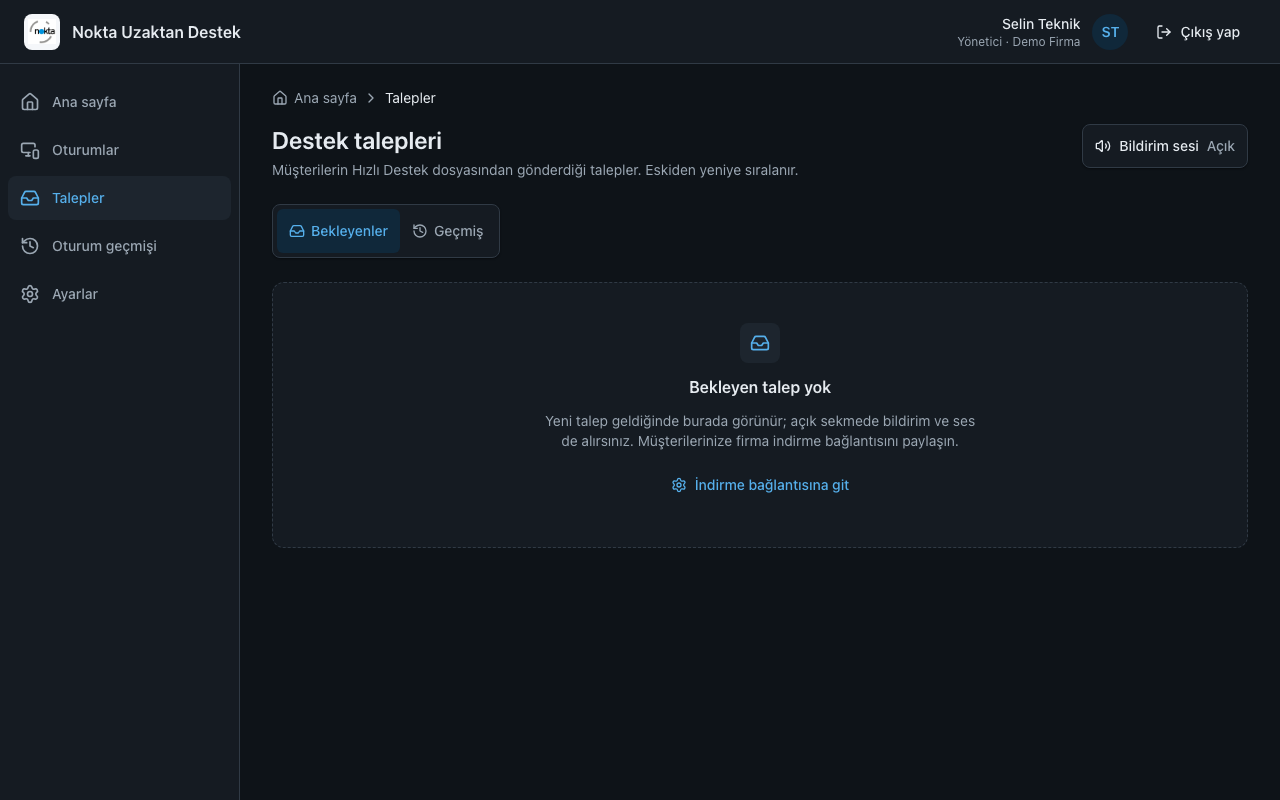 nokta
Nokta Uzaktan Destek
Selin Teknik
Yönetici · Demo Firma
ST
Çıkış yap
Ana sayfa
Oturumlar
Talepler
Oturum geçmişi
Ayarlar
Ana sayfa > Talepler
Destek talepleri
Müşterilerin Hızlı Destek dosyasından gönderdiği talepler. Eskiden yeniye sıralanır.
Bildirim sesi Açık
Bekleyenler
Geçmiş
Bekleyen talep yok
Yeni talep geldiğinde burada görünür; açık sekmede bildirim ve ses
de alırsınız. Müşterilerinize firma indirme bağlantısını paylaşın.
İndirme bağlantısına git